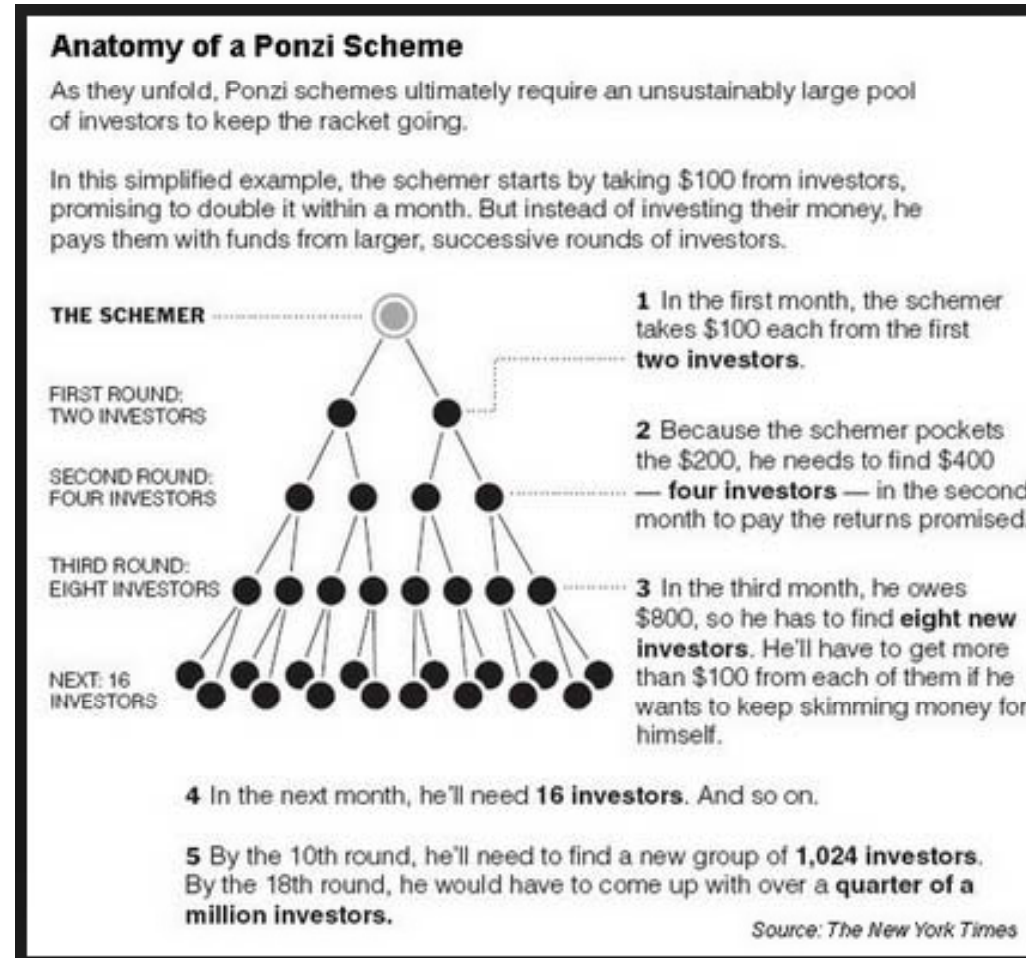 Anatomy of a Ponzi Scheme
As they unfold, Ponzi schemes ultimately require an unsustainably large pool
of investors to keep the racket going.
In this simplified example, the schemer starts by taking $100 from investors,
promising to double it within a month. But instead of investing their money, he
pays them with funds from larger, successive rounds of investors.
THE SCHEMER
FIRST ROUND:
TWO INVESTORS
SECOND ROUND:
FOUR INVESTORS
THIRD ROUND:
EIGHT INVESTORS
NEXT: 16
INVESTORS
1 In the first month, the schemer
takes $100 each from the first
two investors.
2 Because the schemer pockets
the $200, he needs to find $400
— four investors — in the second
month to pay the returns promised.
3 In the third month, he owes
$800, so he has to find eight new
investors. He'll have to get more
than $100 from each of them if he
wants to keep skimming money for
himself.
4 In the next month, he'll need 16 investors. And so on.
5 By the 10th round, he'll need to find a new group of 1,024 investors.
By the 18th round, he would have to come up with over a quarter of a
million investors.
Source: The New York Times